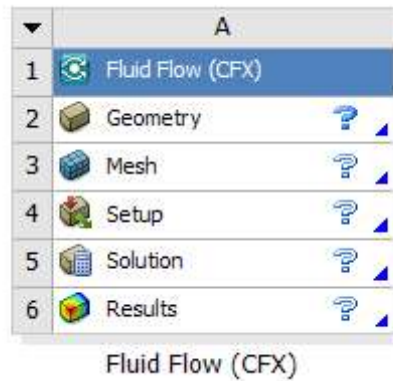 A
1 Fluid Flow (CFX)
2 Geometry ?
3 Mesh ?
4 Setup ?
5 Solution ?
6 Results ?
Fluid Flow (CFX)